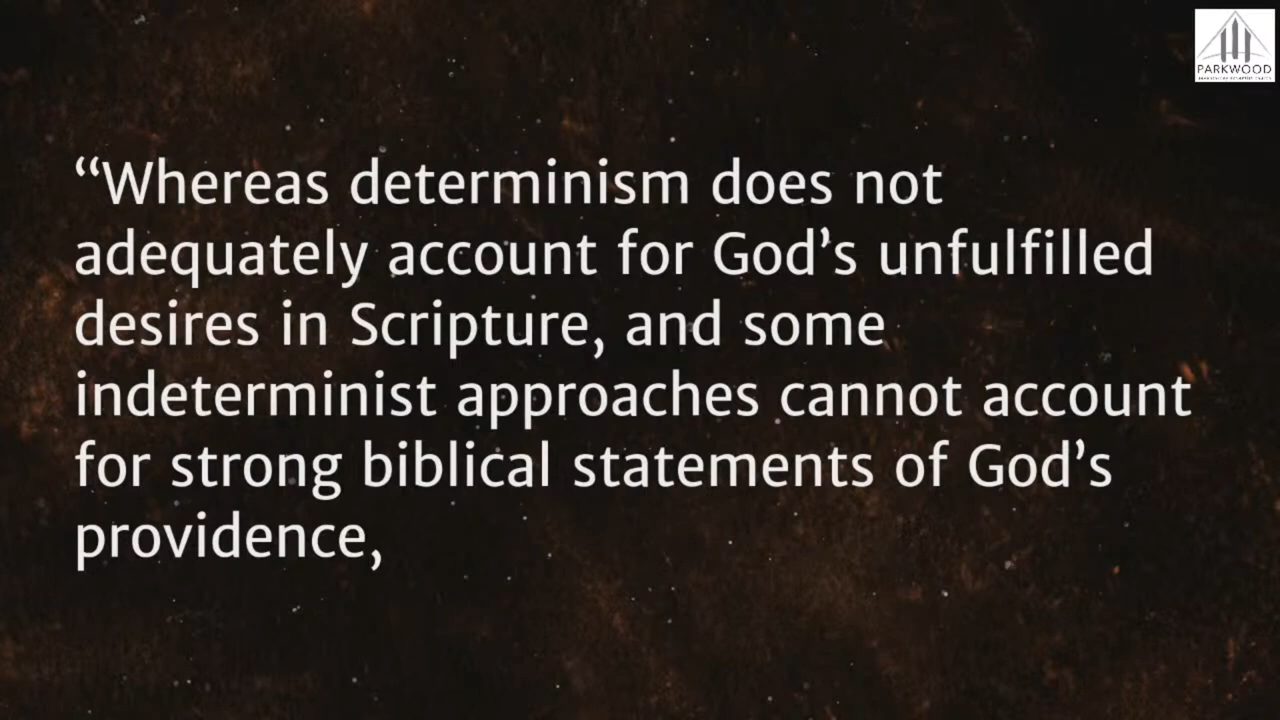 PARKWOOD
“Whereas determinism does not
adequately account for God’s unfulfilled
desires in Scripture, and some
indeterminist approaches cannot account
for strong biblical statements of God’s
providence,